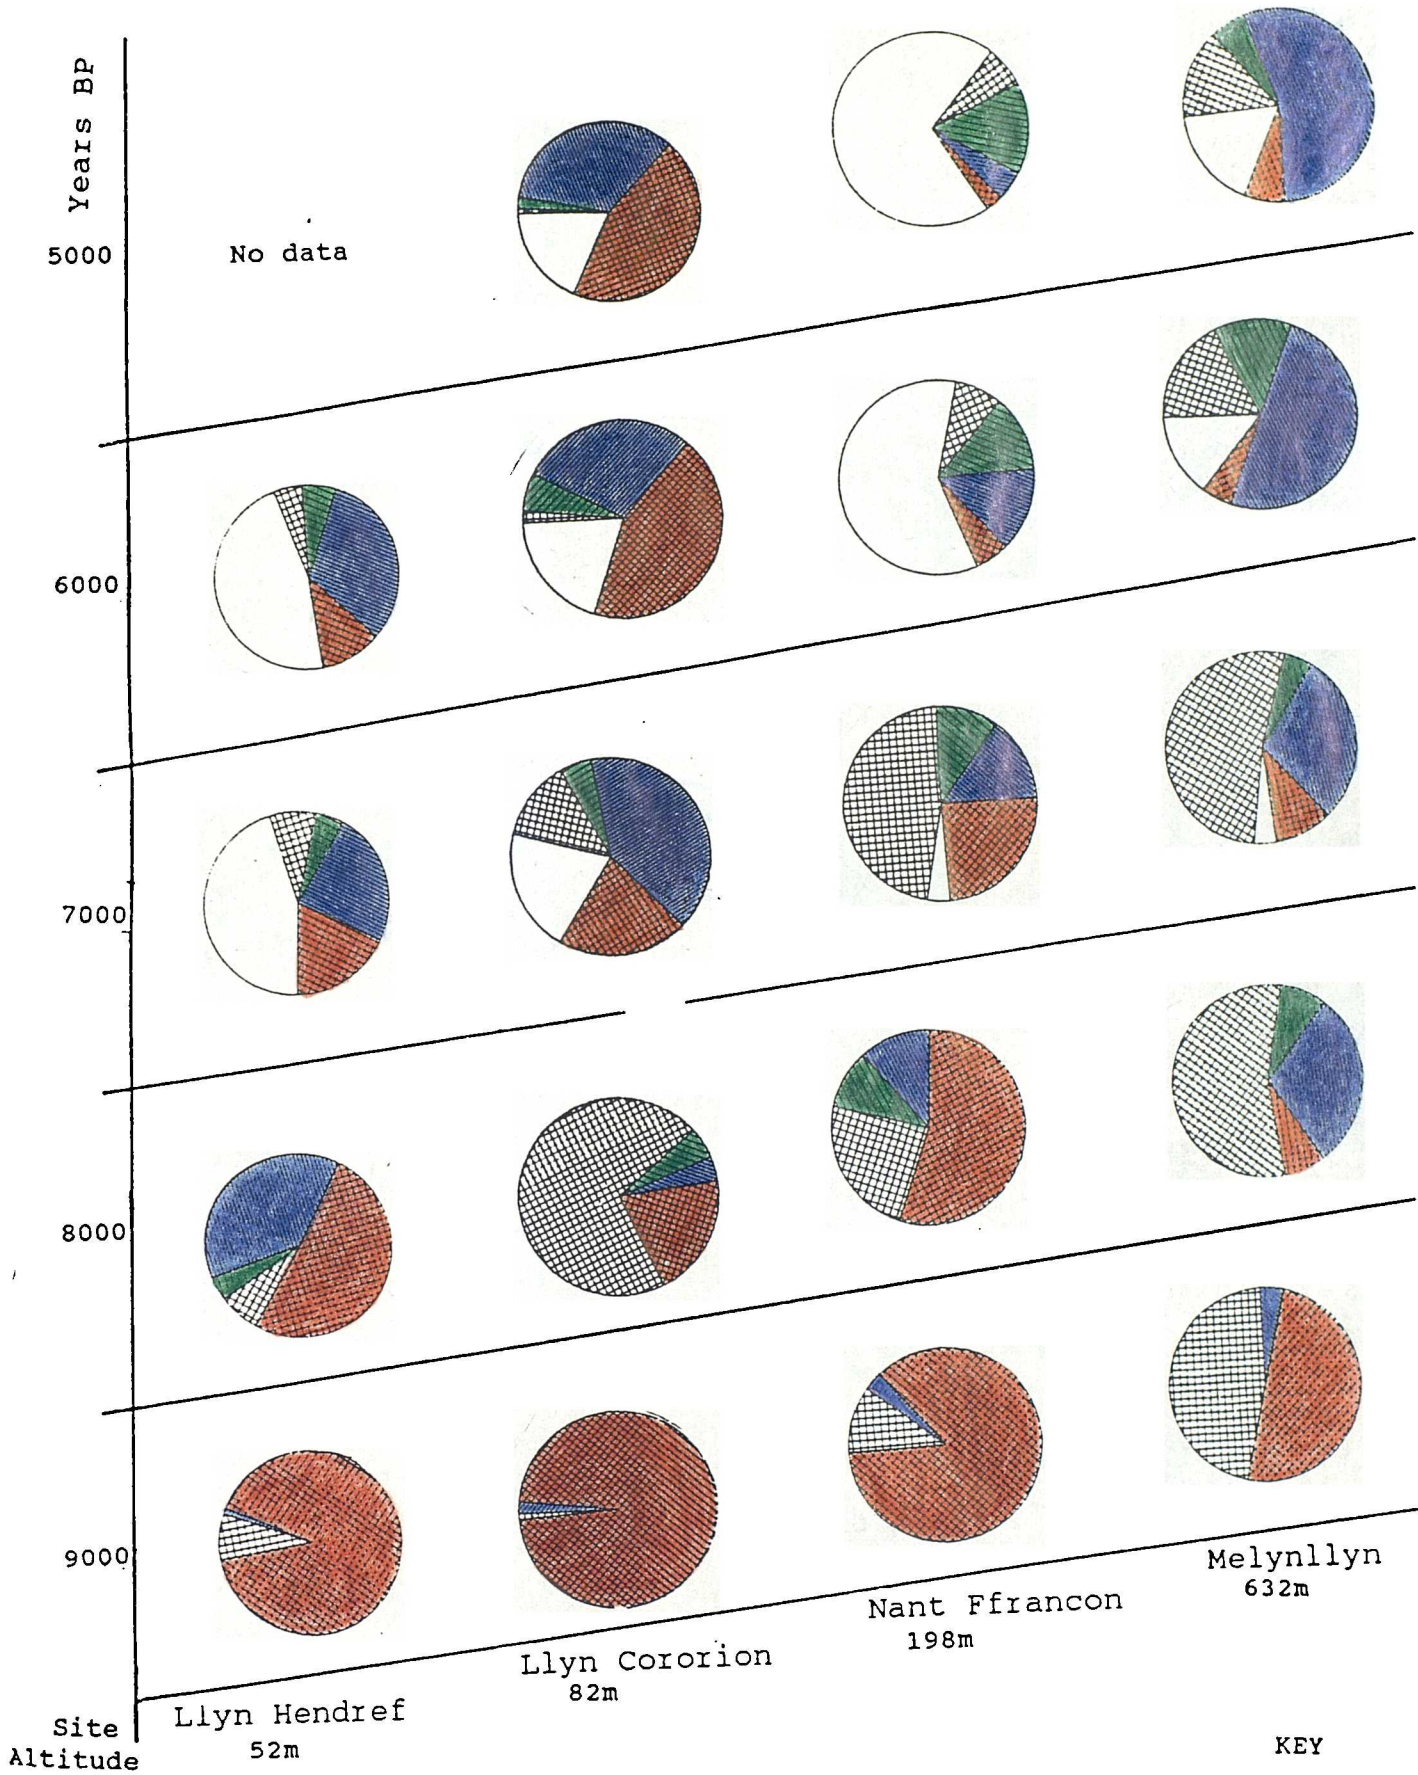 Years BP
5000
No data
6000
7000
8000
9000
Melynllyn
632m
Nant Ffrancon
198m
Llyn Cororion
82m
Llyn Hendref
52m
Site
Altitude
KEY